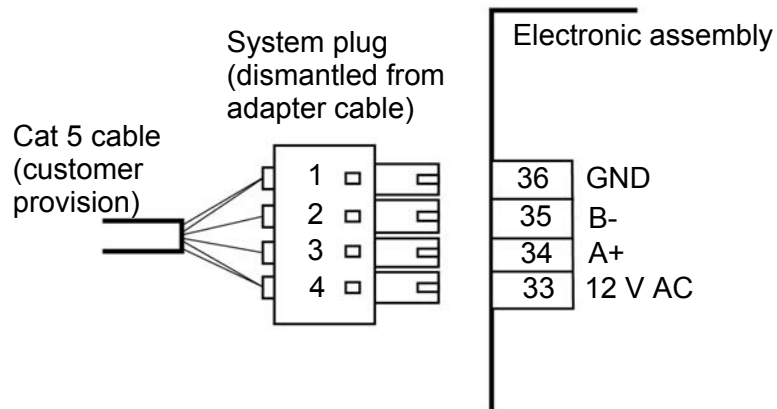 System plug
(dismantled from
adapter cable)
Electronic assembly
Cat 5 cable
(customer
provision)
1
2
3
4
36 GND
35 B-
34 A+
33 12 V AC